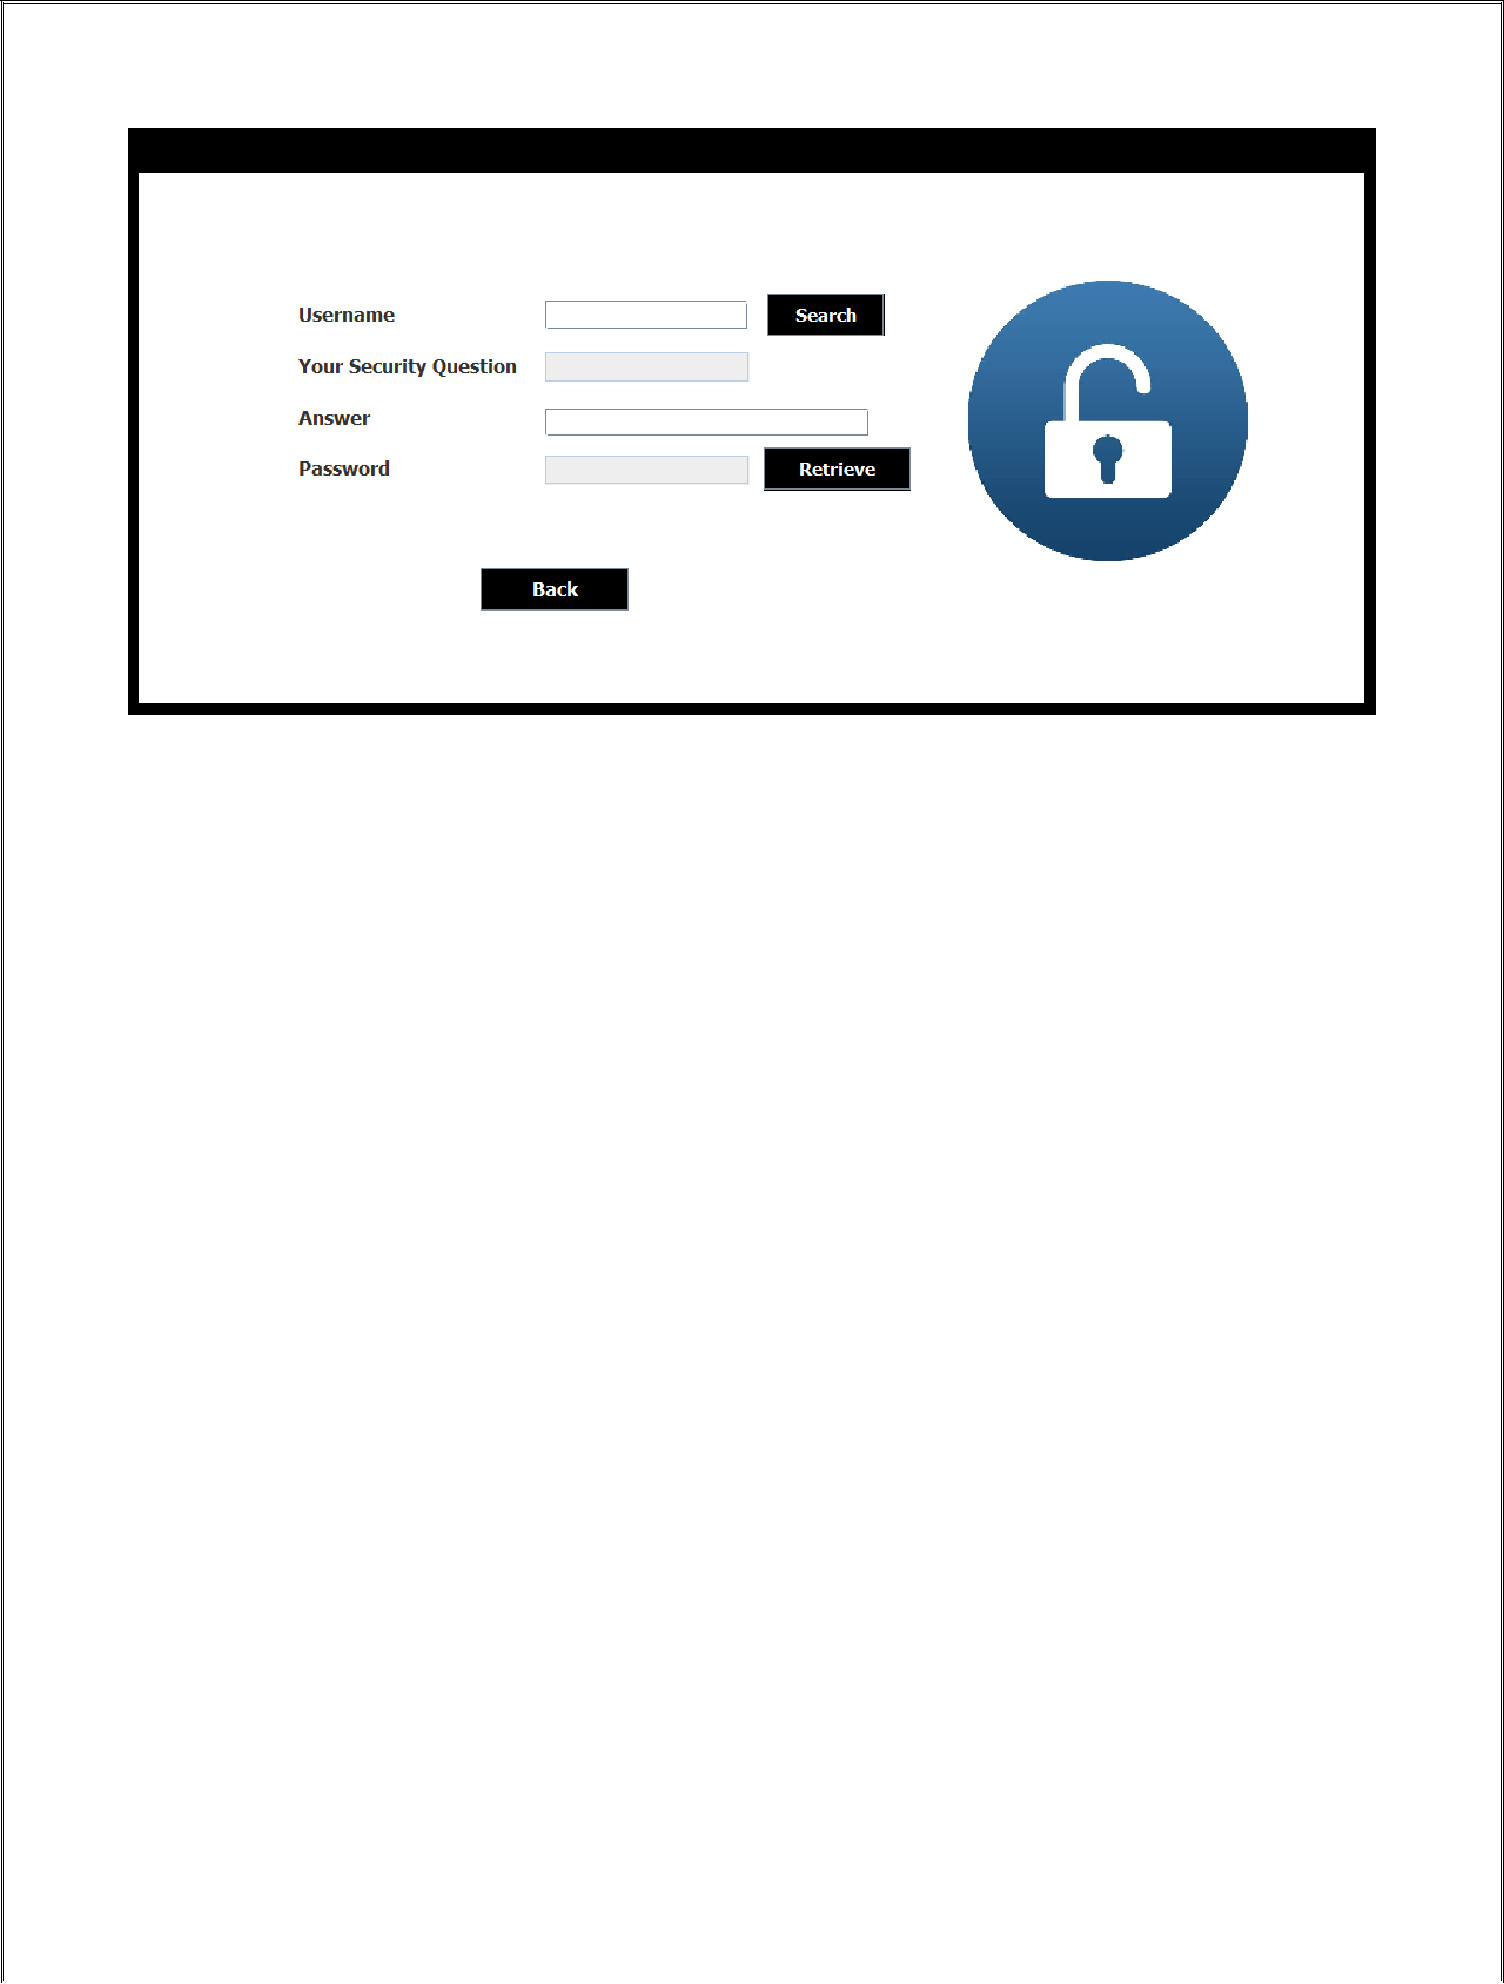 Username
Search
Your Security Question
Answer
Password
Retrieve
Back